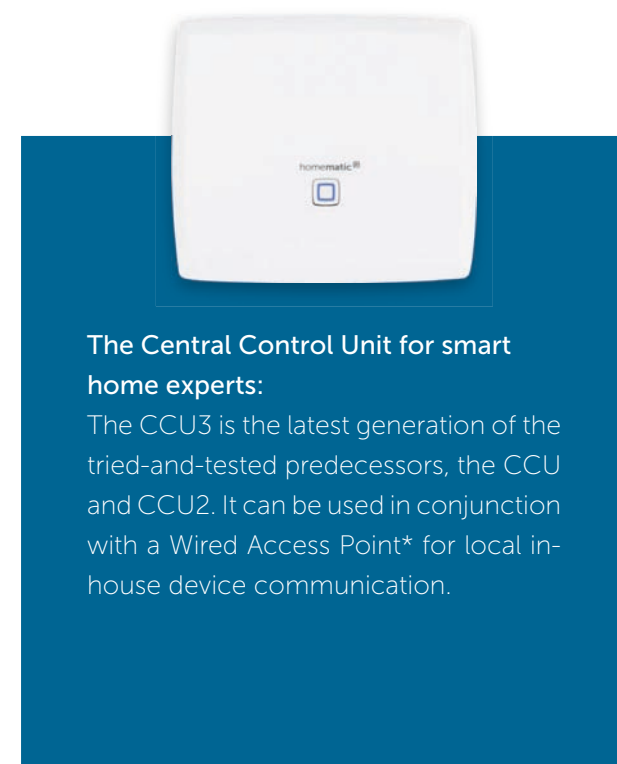 homematic IP
The Central Control Unit for smart
home experts:
The CCU3 is the latest generation of the
tried-and-tested predecessors, the CCU
and CCU2. It can be used in conjunction
with a Wired Access Point* for local in-
house device communication.